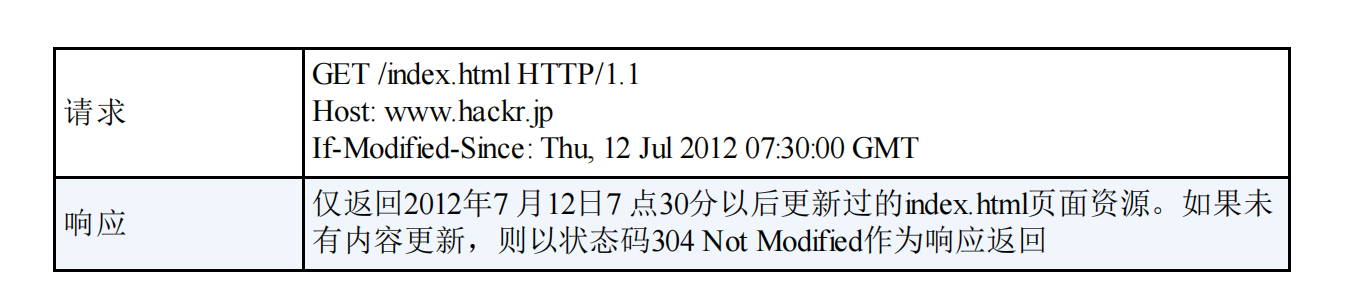 请求
GET /index.html HTTP/1.1
Host: www.hackr.jp
If-Modified-Since: Thu, 12 Jul 2012 07:30:00 GMT
响应
仅返回2012年7 月12日7 点30分以后更新过的index.html页面资源。如果未
有内容更新，则以状态码304 Not Modified作为响应返回